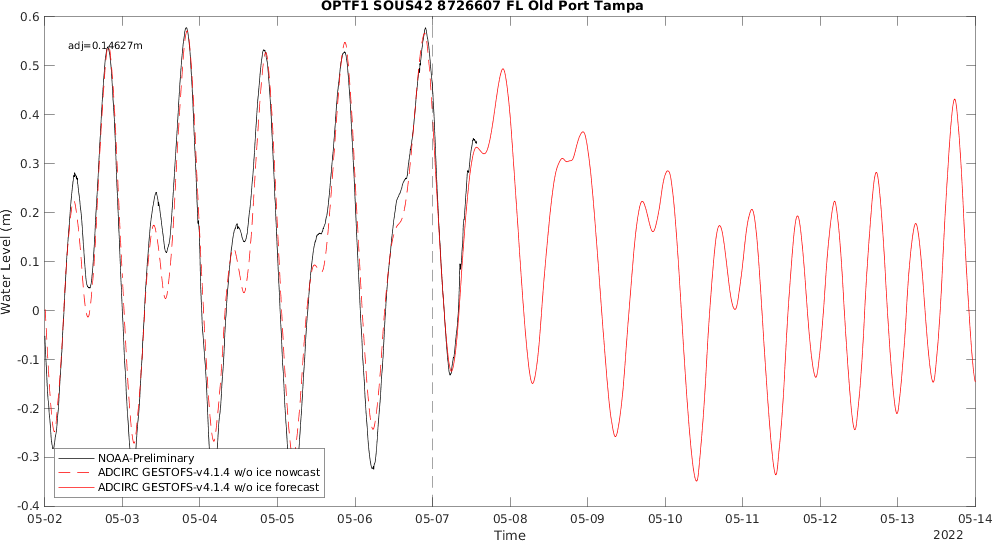 OPTF1 SOUS42 8726607 FL Old Port Tampa
adj=0.14627m
Water Level (m)
0.6
0.5
0.4
0.3
0.2
0.1
0
-0.1
-0.2
-0.3
-0.4
NOAA-Preliminary
ADCIRC GESTOFS-v4.1.4 w/o ice nowcast
ADCIRC GESTOFS-v4.1.4 w/o ice forecast
05-02 05-03 05-04 05-05 05-06 05-07 05-08 05-09 05-10 05-11 05-12 05-13 05-14
Time
2022